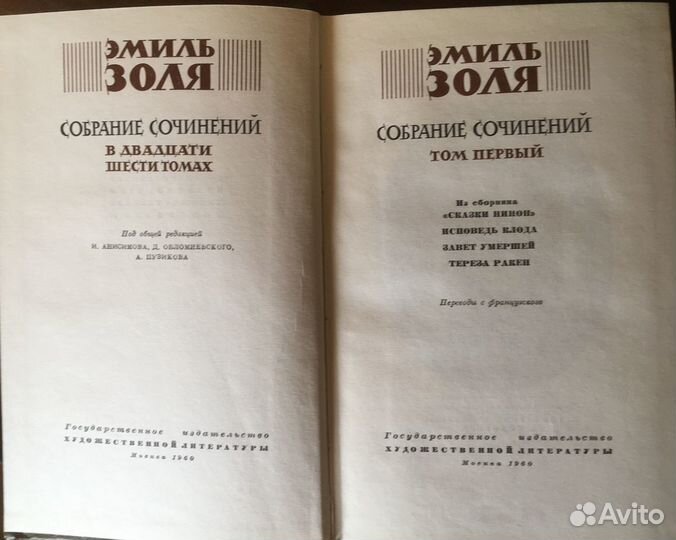 ЭМИЛЬ
ЗОЛЯ
СОБРАНИЕ СОЧИНЕНИЙ
В ДВАДЦАТИ
ШЕСТИ ТОМАХ
Под общей редакцией
И. АНИСИМОВА, Д. ОБЛОМИЕВСКОГО,
А. ПУЗИКОВА
Государственное издательство
ХУДОЖЕСТВЕННОЙ ЛИТЕРАТУРЫ
Москва 1960
ЭМИЛЬ
ЗОЛЯ
СОБРАНИЕ СОЧИНЕНИЙ
ТОМ ПЕРВЫЙ
Из сборника
«СКАЗКИ НИНОН»
ИСПОВЕДЬ КЛОДА
ЗАВЕТ УМЕРШЕЙ
ТЕРЕЗА РАКЕН
Переводы с французского
Государственное издательство
ХУДОЖЕСТВЕННОЙ ЛИТЕРАТУРЫ
Москва 1960
Avito